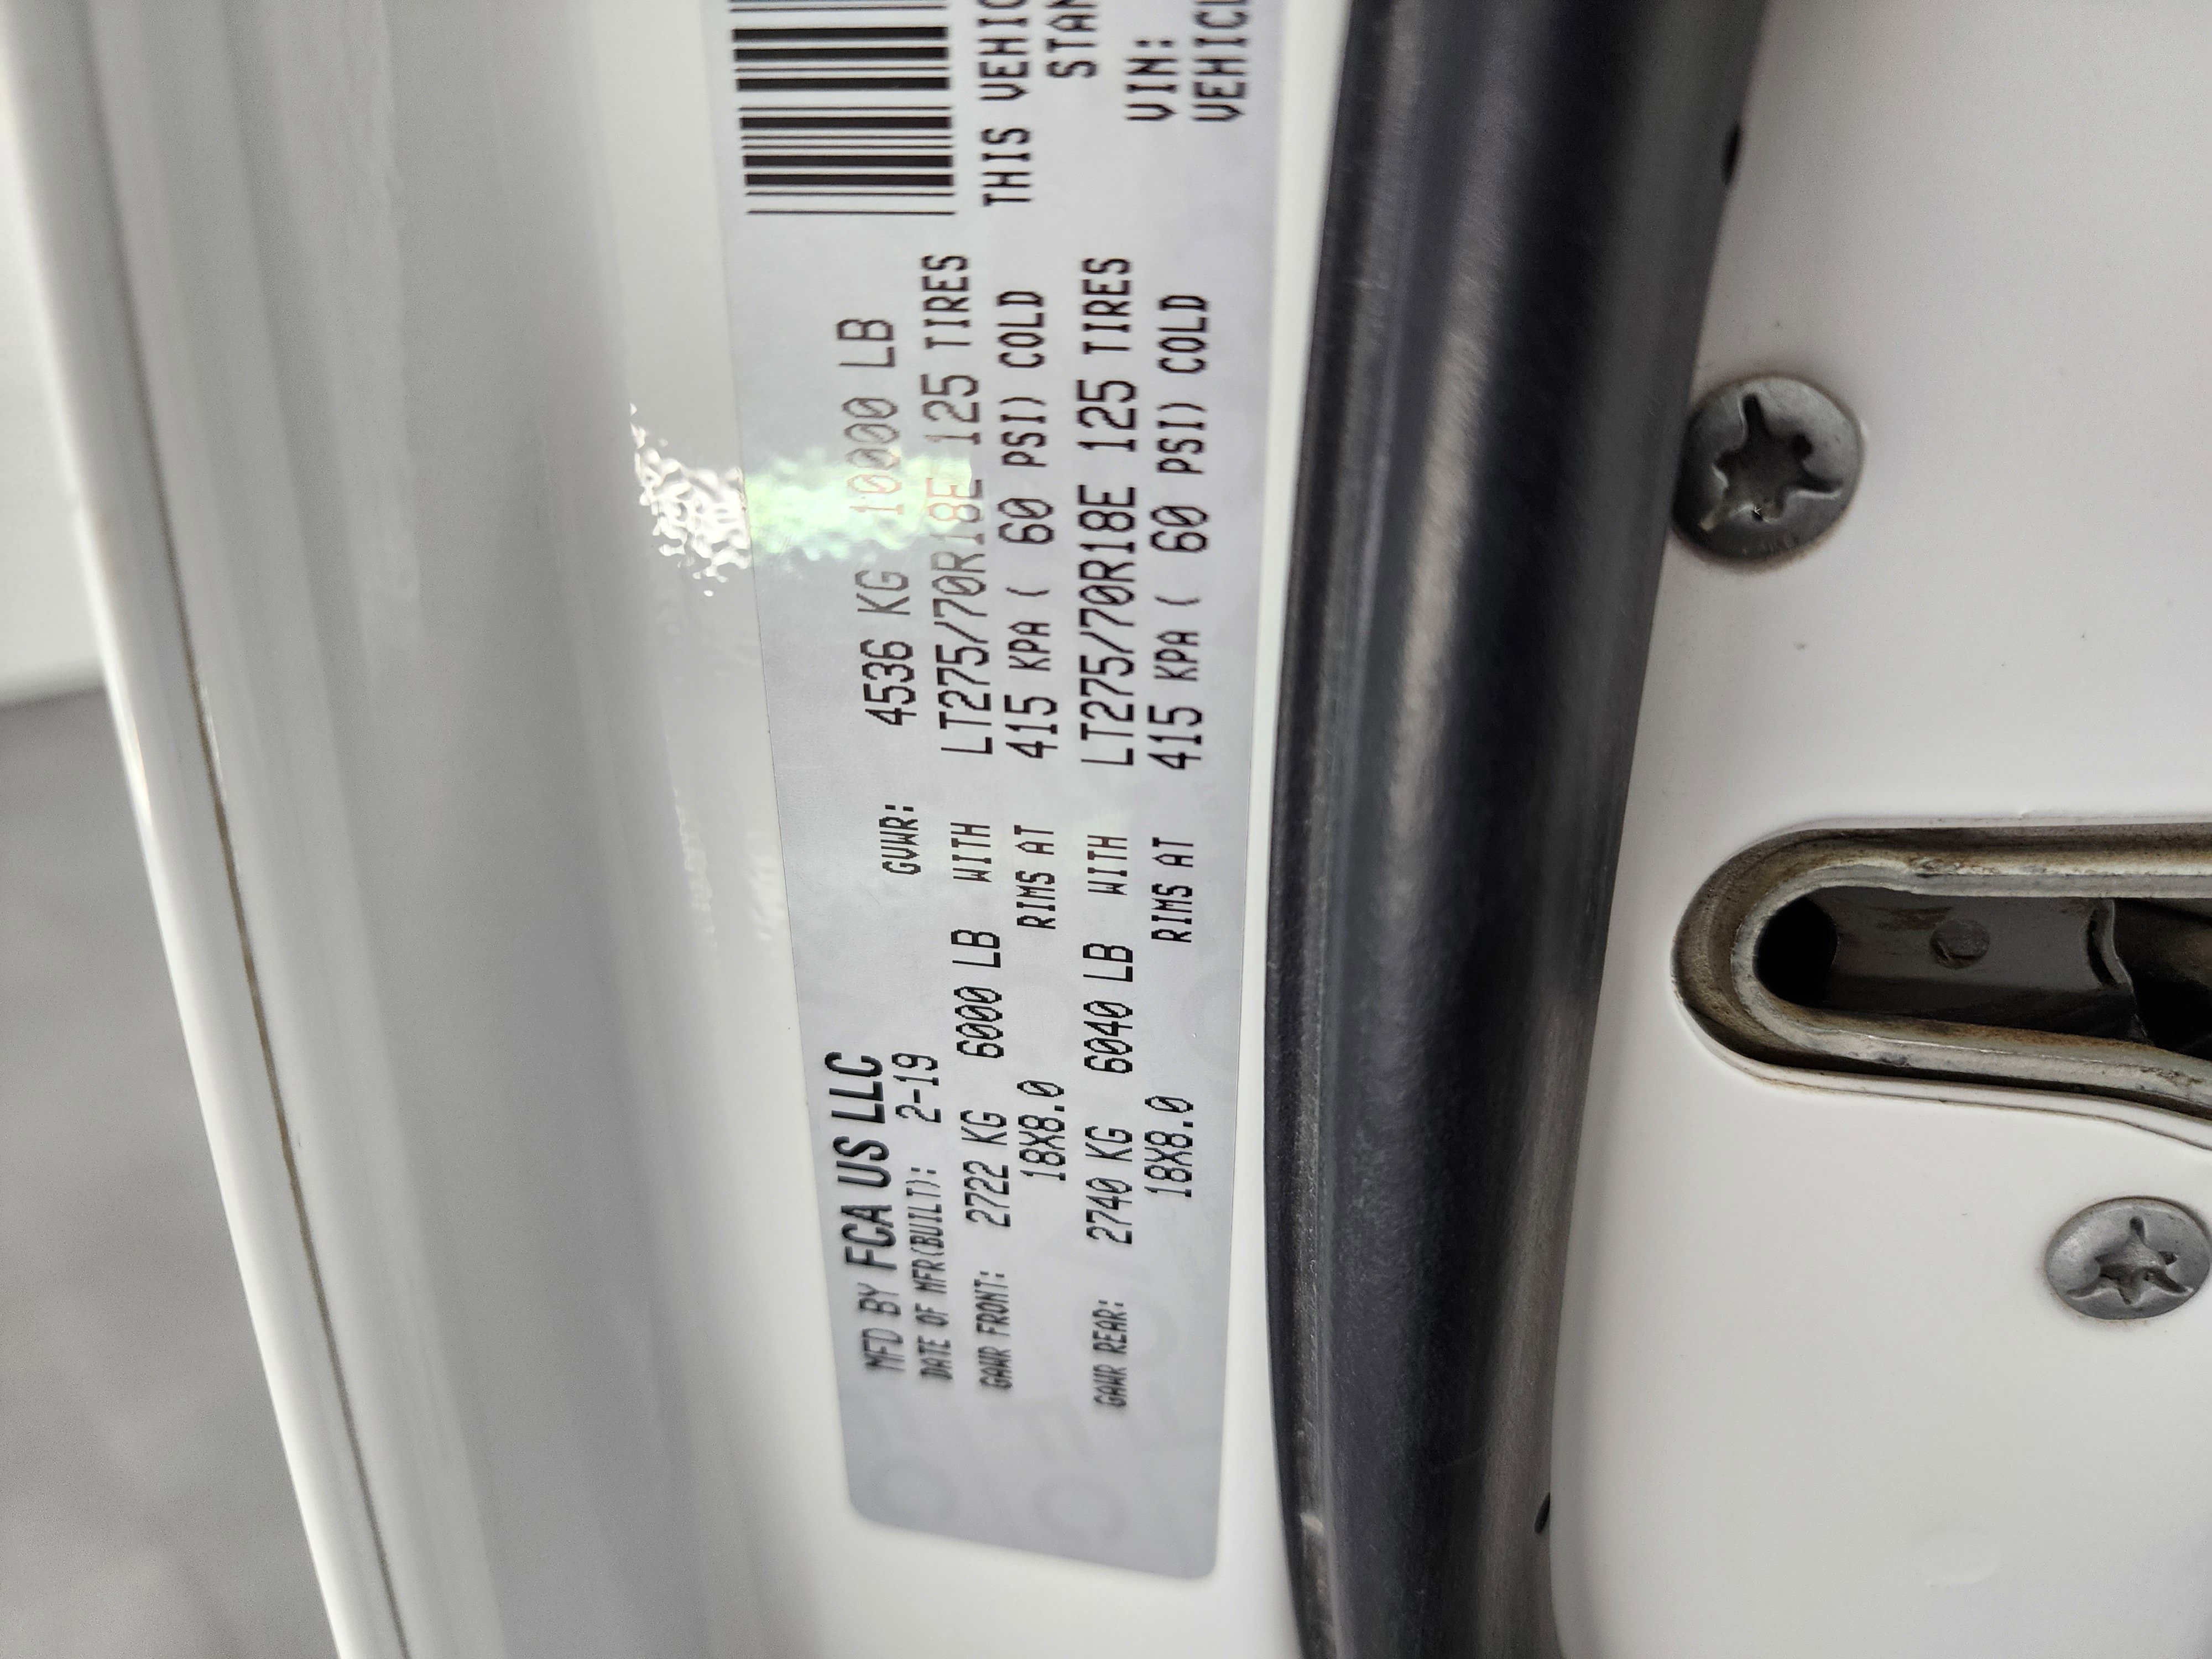 MFD BY FCA US LLC
DATE OF MFR(BUILT): 2-19
GVWR: 4536 KG 10000 LB
GAWR FRONT: 2722 KG 6000 LB WITH LT275/70R18E 125 TIRES
18X8.0 RIMS AT 415 KPA ( 60 PSI) COLD
GAWR REAR: 2740 KG 6040 LB WITH LT275/70R18E 125 TIRES
18X8.0 RIMS AT 415 KPA ( 60 PSI) COLD
THIS VEHIC
STAN
VIN:
VEHICL